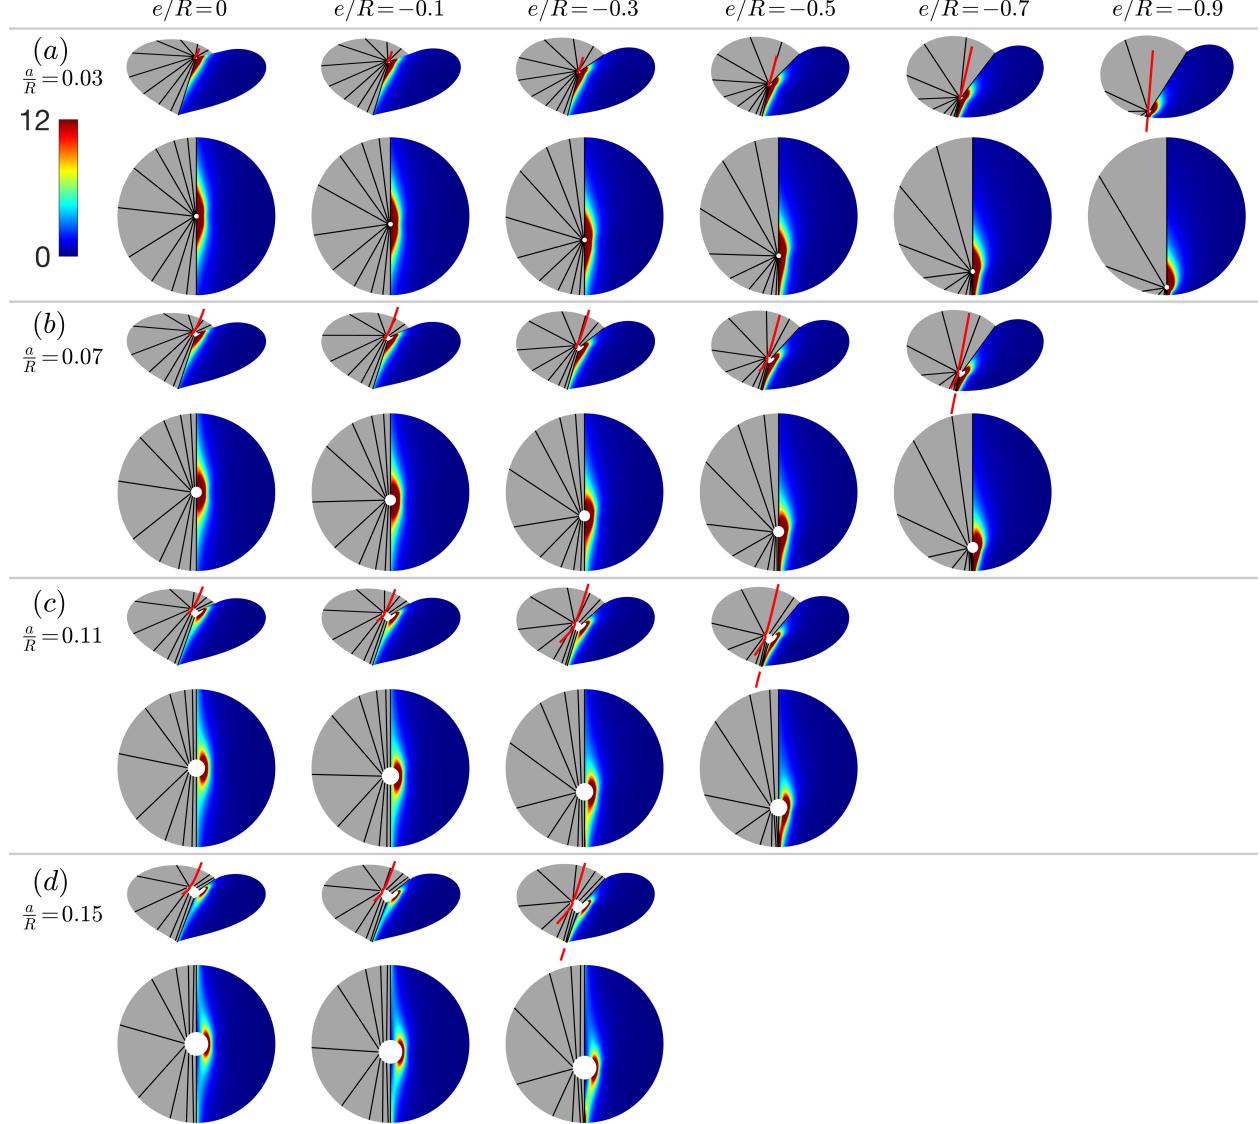 e/R=0 e/R=−0.1 e/R=−0.3 e/R=−0.5 e/R=−0.7 e/R=−0.9
(a)
a/R=0.03
12
0
(b)
a/R=0.07
(c)
a/R=0.11
(d)
a/R=0.15